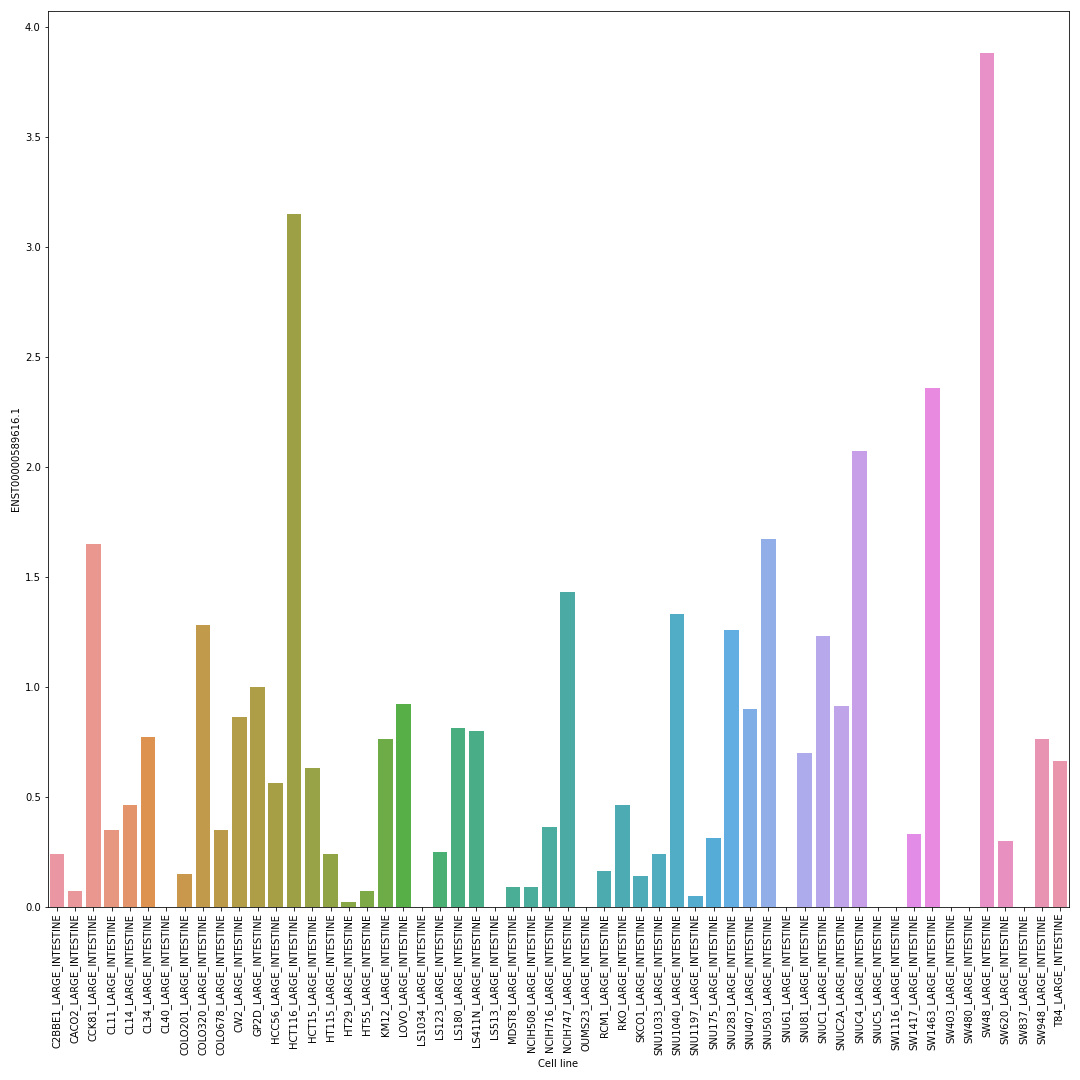 4.0
3.5
3.0
2.5
2.0
1.5
1.0
0.5
0.0
ENST00000589616.1
C2BBE1_LARGE_INTESTINE
CACO2_LARGE_INTESTINE
CCK81_LARGE_INTESTINE
CL11_LARGE_INTESTINE
CL14_LARGE_INTESTINE
CL34_LARGE_INTESTINE
CL40_LARGE_INTESTINE
COLO201_LARGE_INTESTINE
COLO320_LARGE_INTESTINE
COLO678_LARGE_INTESTINE
CW2_LARGE_INTESTINE
GP2D_LARGE_INTESTINE
HCC56_LARGE_INTESTINE
HCT116_LARGE_INTESTINE
HCT15_LARGE_INTESTINE
HT115_LARGE_INTESTINE
HT29_LARGE_INTESTINE
HT55_LARGE_INTESTINE
KM12_LARGE_INTESTINE
LOVO_LARGE_INTESTINE
LS1034_LARGE_INTESTINE
LS123_LARGE_INTESTINE
LS180_LARGE_INTESTINE
LS411N_LARGE_INTESTINE
LS513_LARGE_INTESTINE
MDST8_LARGE_INTESTINE
NCIH508_LARGE_INTESTINE
NCIH716_LARGE_INTESTINE
NCIH747_LARGE_INTESTINE
OUMS23_LARGE_INTESTINE
RCM1_LARGE_INTESTINE
RKO_LARGE_INTESTINE
SKCO1_LARGE_INTESTINE
SNU1033_LARGE_INTESTINE
SNU1040_LARGE_INTESTINE
SNU1197_LARGE_INTESTINE
SNU175_LARGE_INTESTINE
SNU283_LARGE_INTESTINE
SNU407_LARGE_INTESTINE
SNU503_LARGE_INTESTINE
SNU61_LARGE_INTESTINE
SNU81_LARGE_INTESTINE
SNUC1_LARGE_INTESTINE
SNUC2A_LARGE_INTESTINE
SNUC4_LARGE_INTESTINE
SNUC5_LARGE_INTESTINE
SW1116_LARGE_INTESTINE
SW1417_LARGE_INTESTINE
SW1463_LARGE_INTESTINE
SW403_LARGE_INTESTINE
SW480_LARGE_INTESTINE
SW48_LARGE_INTESTINE
SW620_LARGE_INTESTINE
SW837_LARGE_INTESTINE
SW948_LARGE_INTESTINE
T84_LARGE_INTESTINE
Cell line